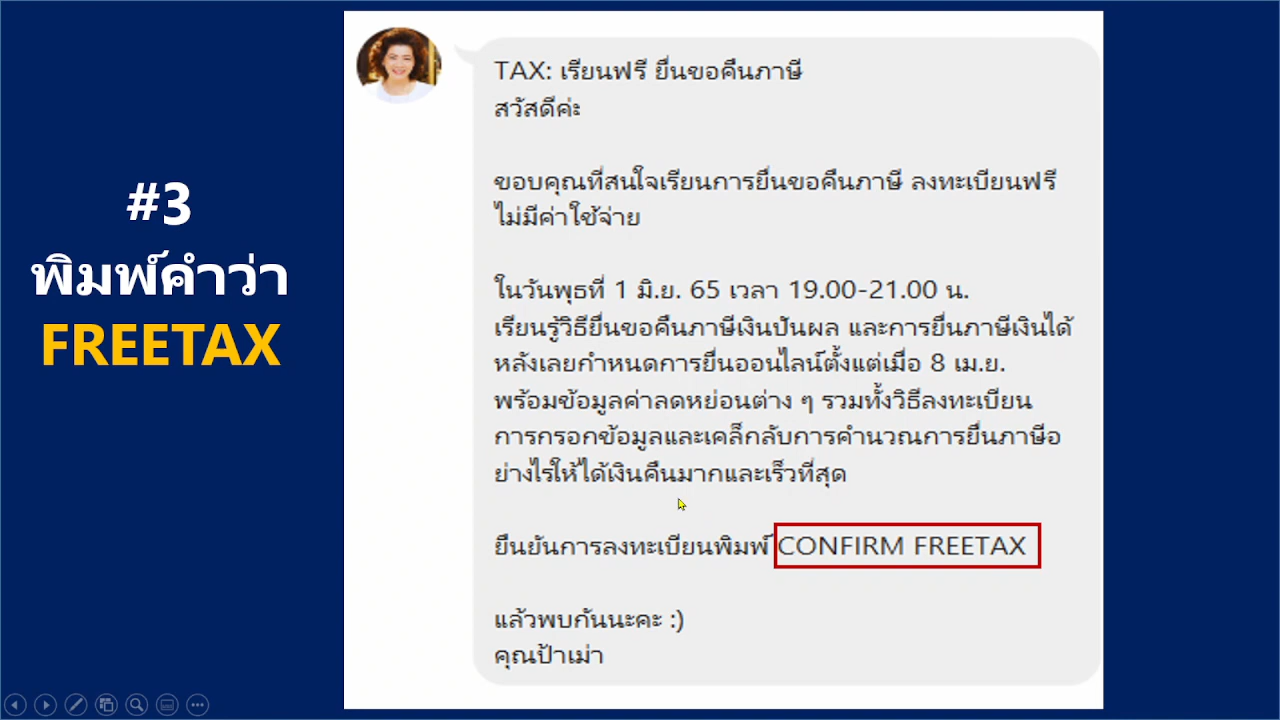 #3
พิมพ์คำว่า
FREETAX
TAX: เรียนฟรี ยื่นขอคืนภาษี
สวัสดีค่ะ
ขอบคุณที่สนใจเรียนการยื่นขอคืนภาษี ลงทะเบียนฟรี
ไม่มีค่าใช้จ่าย
ในวันพุธที่ 1 มิ.ย. 65 เวลา 19.00-21.00 น.
เรียนรู้วิธียื่นขอคืนภาษีเงินปันผล และการยื่นภาษีเงินได้
หลังเลยกำหนดการยื่นออนไลน์ตั้งแต่เมื่อ 8 เม.ย.
พร้อมข้อมูลค่าลดหย่อนต่าง ๆ รวมทั้งวิธีลงทะเบียน
การกรอกข้อมูลและเคล็กลับการคำนวณการยื่นภาษีอ
ย่างไรให้ได้เงินคืนมากและเร็วที่สุด
ยืนยันการลงทะเบียนพิมพ์ CONFIRM FREETAX
แล้วพบกันนะคะ :)
คุณป้าเม่า